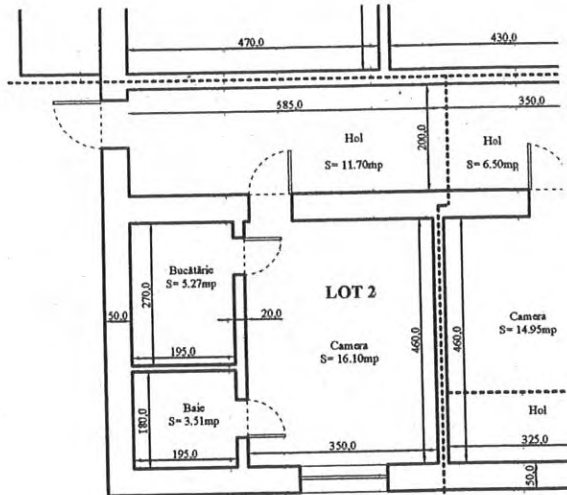 470,0
430,0
585,0
350,0
Hol
S= 11.70mp
200,0
Hol
S= 6.50mp
Bucătărie
S= 5.27mp
270,0
50,0
20,0
195,0
LOT 2
Camera
S= 16.10mp
460,0
460,0
Camera
S= 14.95mp
Baie
S= 3.51mp
180,0
195,0
350,0
Hol
325,0
50,0